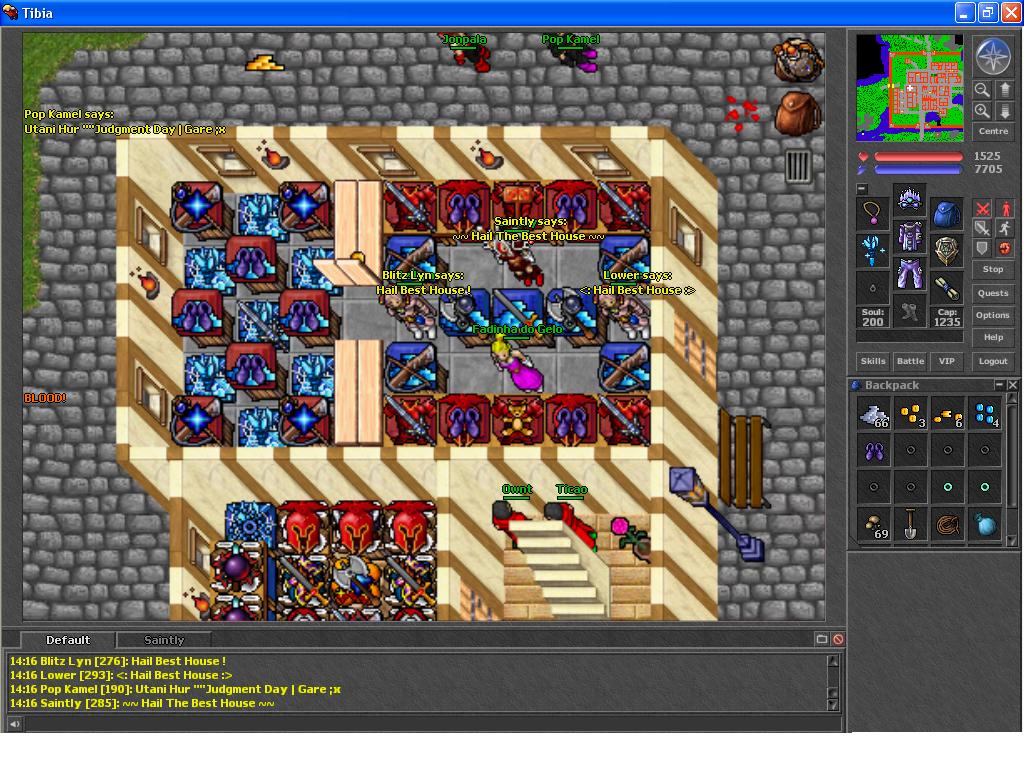 Tibia
Jonpala
Pop Kamel
Pop Kamel says:
Utani Hur ""Judgment Day | Gare ;x
Saintly says:
~~ Hail The Best House ~~
Blitz Lyn says:
Hail Best House !
Lower says:
<: Hail Best House :>
Fadinha do Gelo
BLOOD!
Ownt
Ticao
Centre
1525
7705
Stop
Quests
Options
Help
Soul:
200
Cap:
1235
Skills
Battle
VIP
Logout
Backpack
66
3
6
4
69
Default
Saintly
14:16 Blitz Lyn [276]: Hail Best House !
14:16 Lower [293]: <: Hail Best House :>
14:16 Pop Kamel [190]: Utani Hur ""Judgment Day | Gare ;x
14:16 Saintly [285]: ~~ Hail The Best House ~~